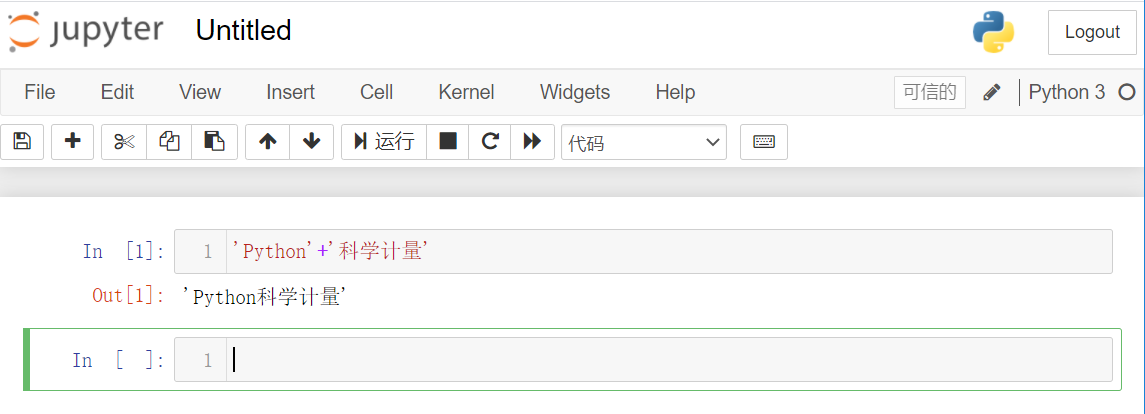 jupyter Untitled Logout
File Edit View Insert Cell Kernel Widgets Help 可信的 Python 3
运行 代码
In [1]: 1 'Python'+'科学计量'
Out[1]: 'Python科学计量'
In [ ]: 1